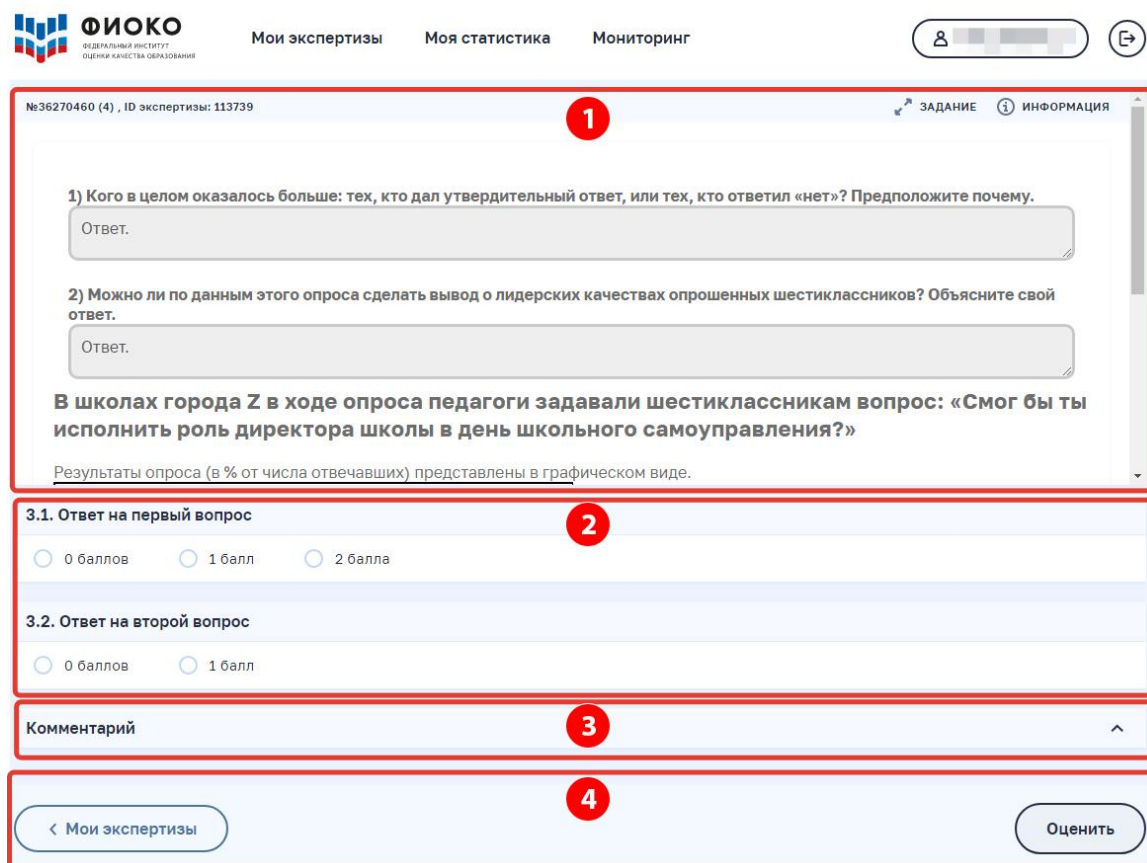 ФИОКО
ФЕДЕРАЛЬНЫЙ ИНСТИТУТ
ОЦЕНКИ КАЧЕСТВА ОБРАЗОВАНИЯ
Мои экспертизы Моя статистика Мониторинг
№36270460 (4) , ID экспертизы: 113739 1 ЗАДАНИЕ ИНФОРМАЦИЯ
1) Кого в целом оказалось больше: тех, кто дал утвердительный ответ, или тех, кто ответил «нет»? Предположите почему.
Ответ.
2) Можно ли по данным этого опроса сделать вывод о лидерских качествах опрошенных шестиклассников? Объясните свой
ответ.
Ответ.
В школах города Z в ходе опроса педагоги задавали шестиклассникам вопрос: «Смог бы ты
исполнить роль директора школы в день школьного самоуправления?»
Результаты опроса (в % от числа отвечавших) представлены в графическом виде.
3.1. Ответ на первый вопрос 2
0 баллов 1 балл 2 балла
3.2. Ответ на второй вопрос
0 баллов 1 балл
Комментарий 3
4
Мои экспертизы Оценить